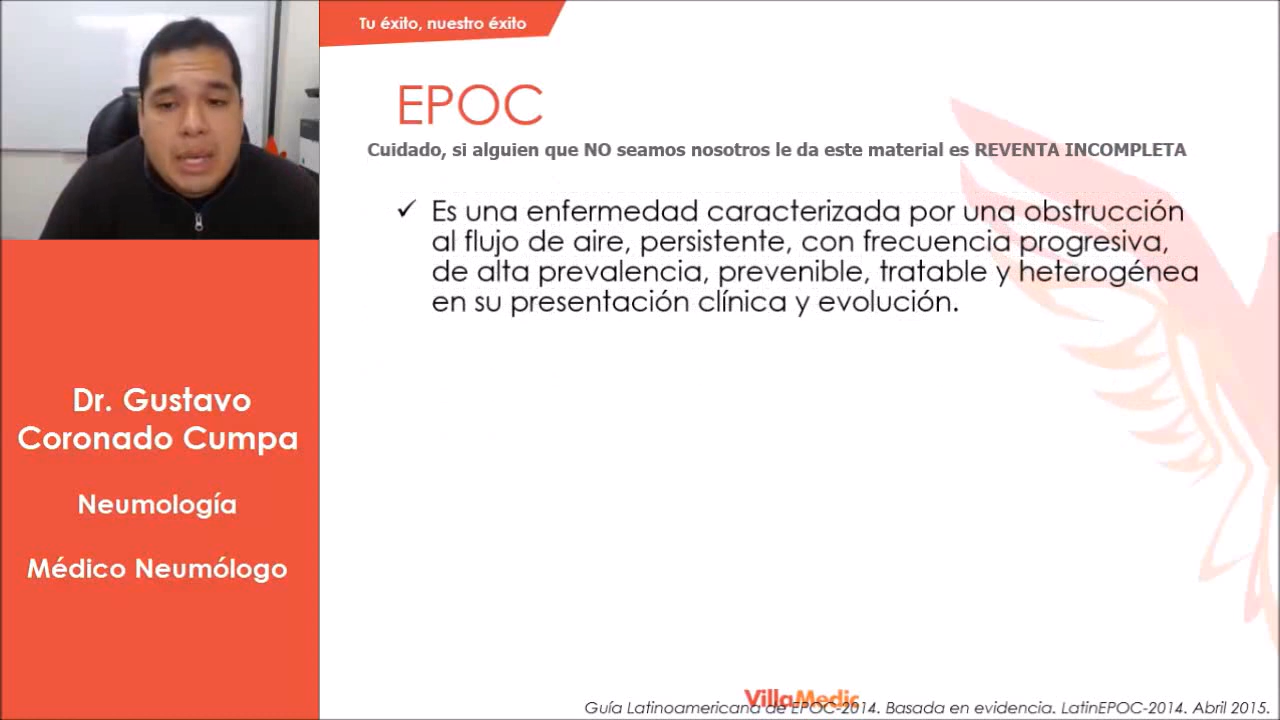 Tu éxito, nuestro éxito
EPOC
Cuidado, si alguien que NO seamos nosotros le da este material es REVENTA INCOMPLETA
✓ Es una enfermedad caracterizada por una obstrucción
al flujo de aire, persistente, con frecuencia progresiva,
de alta prevalencia, prevenible, tratable y heterogénea
en su presentación clínica y evolución.
Dr. Gustavo
Coronado Cumpa
Neumología
Médico Neumólogo
VillaMedic
Guía Latinoamericana de EPOC-2014. Basada en evidencia. LatinEPOC-2014. Abril 2015.